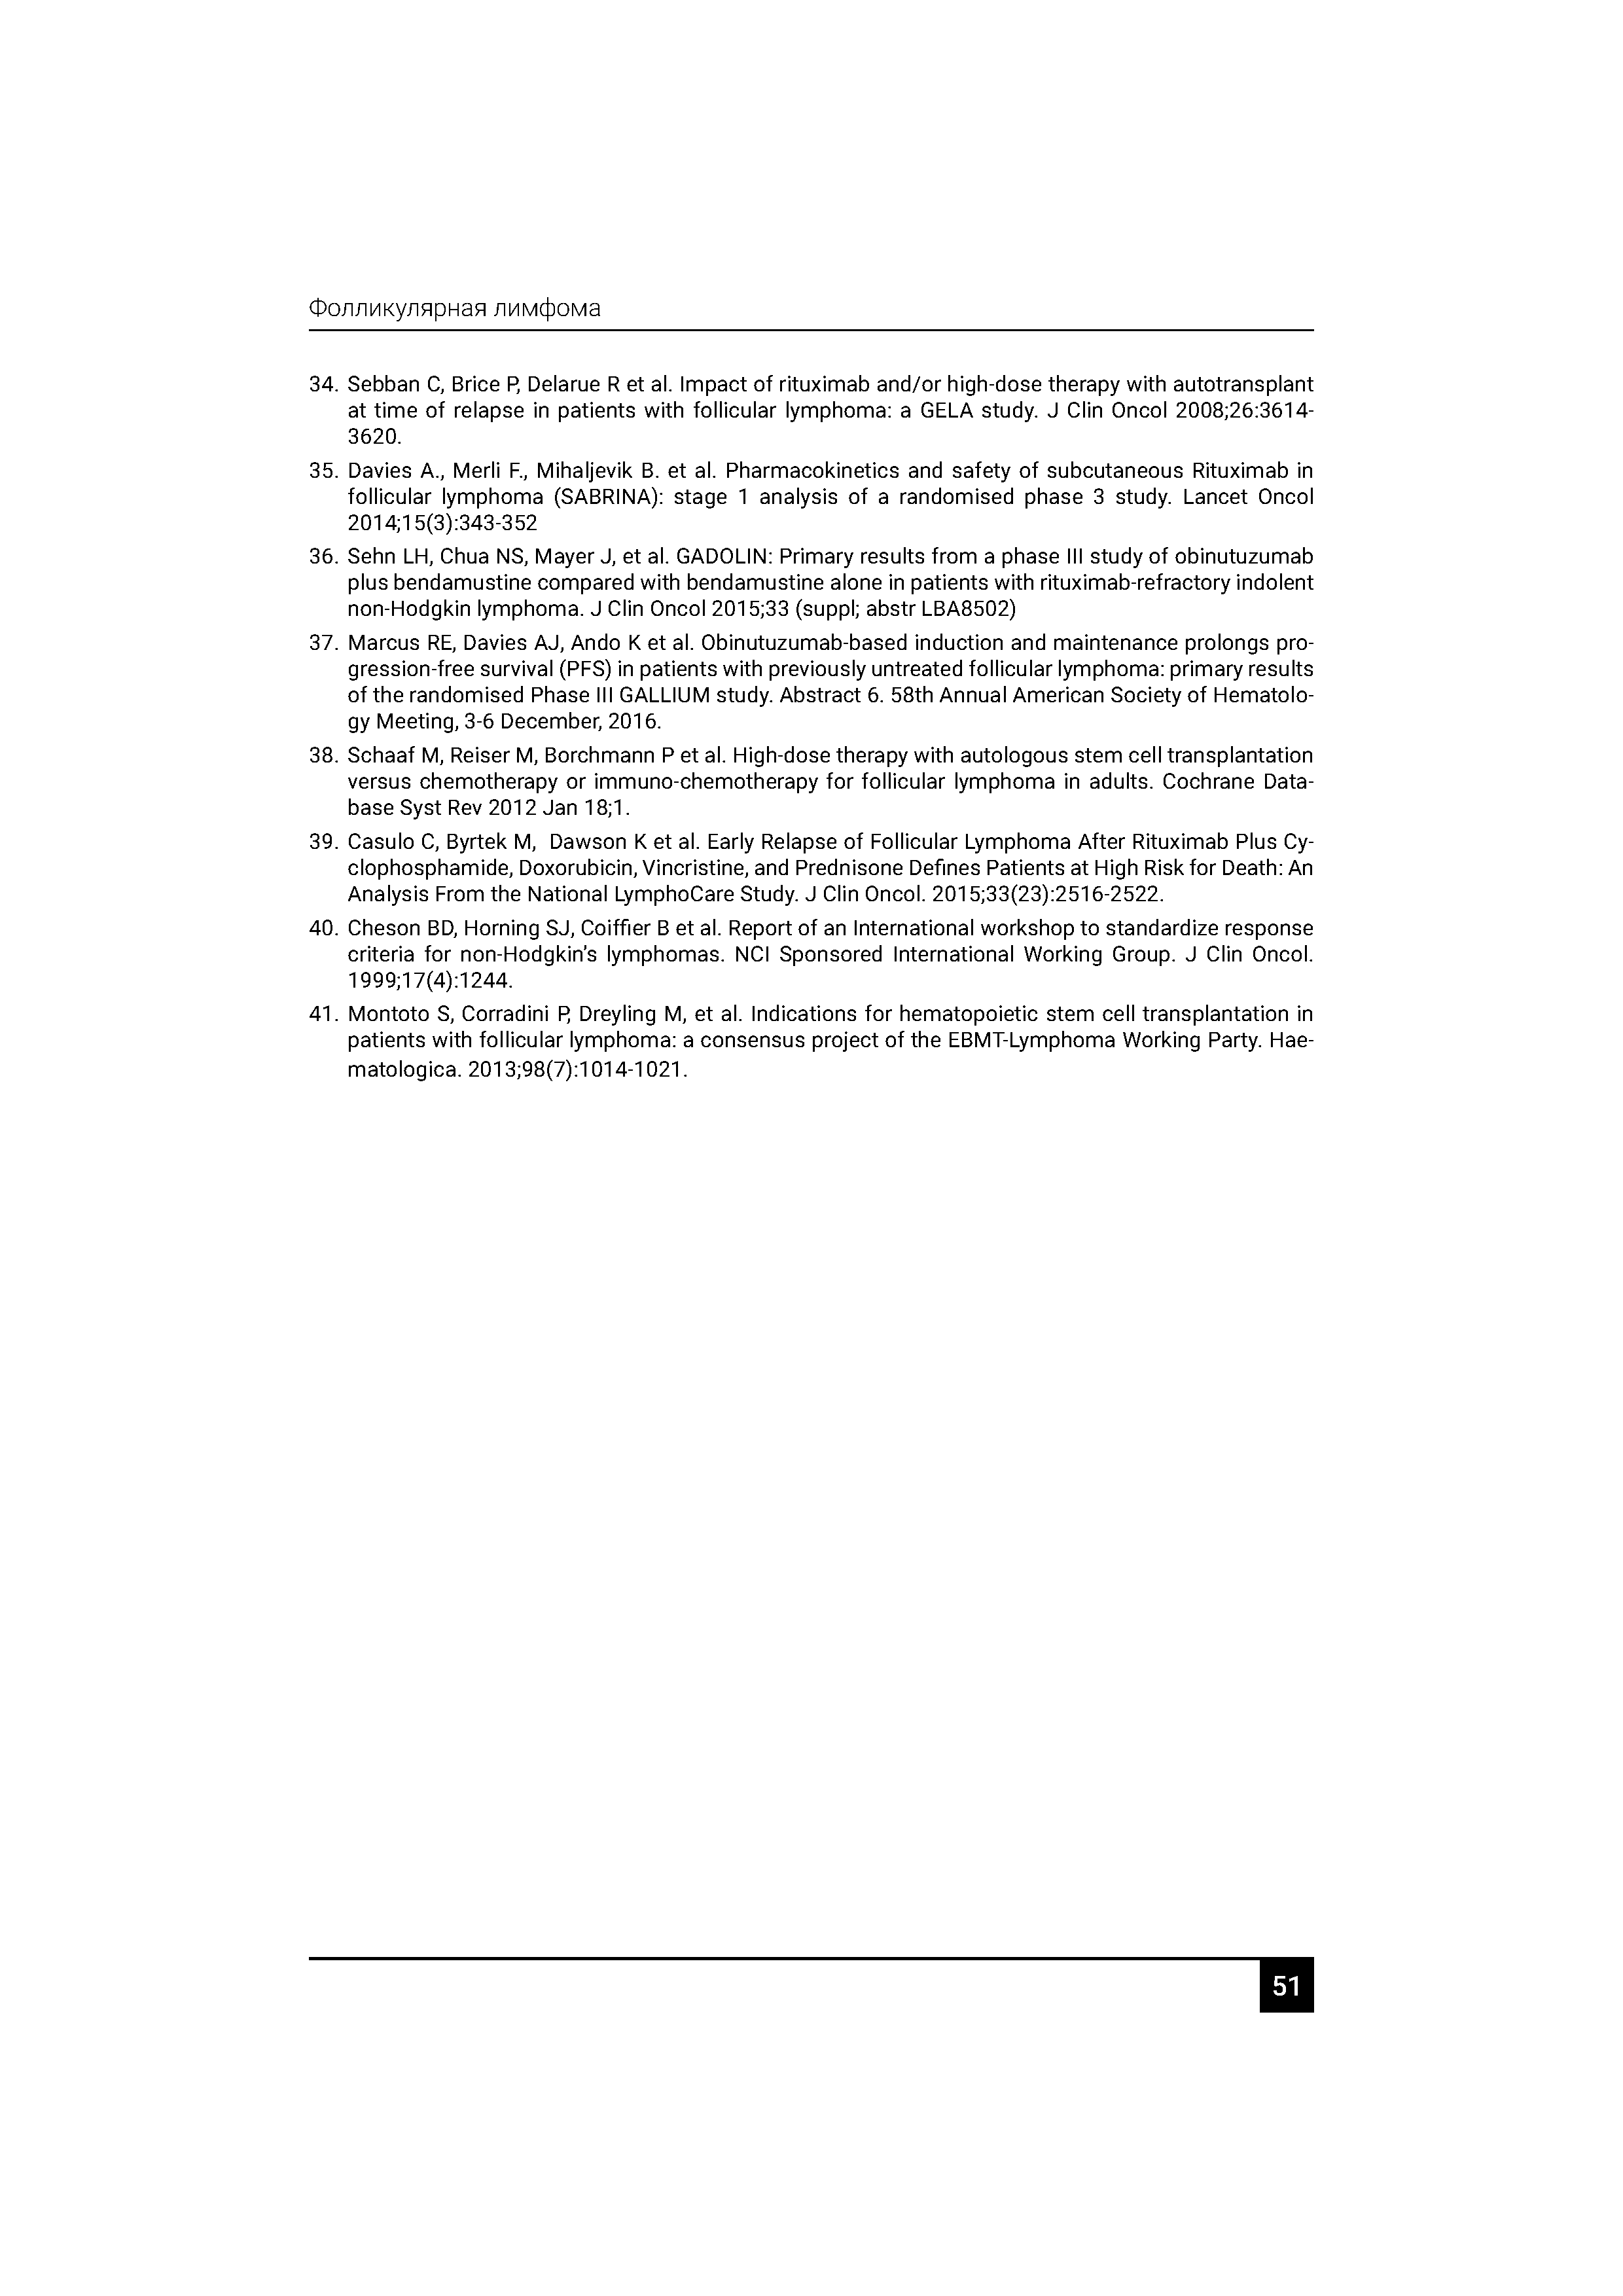 Фолликулярная лимфома
34. Sebban C, Brice P, Delarue R et al. Impact of rituximab and/or high-dose therapy with autotransplant
at time of relapse in patients with follicular lymphoma: a GELA study. J Clin Oncol 2008;26:3614-
3620.
35. Davies A., Merli F., Mihaljevik B. et al. Pharmacokinetics and safety of subcutaneous Rituximab in
follicular lymphoma (SABRINA): stage 1 analysis of a randomised phase 3 study. Lancet Oncol
2014;15(3):343-352
36. Sehn LH, Chua NS, Mayer J, et al. GADOLIN: Primary results from a phase III study of obinutuzumab
plus bendamustine compared with bendamustine alone in patients with rituximab-refractory indolent
non-Hodgkin lymphoma. J Clin Oncol 2015;33 (suppl; abstr LBA8502)
37. Marcus RE, Davies AJ, Ando K et al. Obinutuzumab-based induction and maintenance prolongs pro-
gression-free survival (PFS) in patients with previously untreated follicular lymphoma: primary results
of the randomised Phase III GALLIUM study. Abstract 6. 58th Annual American Society of Hematolo-
gy Meeting, 3-6 December, 2016.
38. Schaaf M, Reiser M, Borchmann P et al. High-dose therapy with autologous stem cell transplantation
versus chemotherapy or immuno-chemotherapy for follicular lymphoma in adults. Cochrane Data-
base Syst Rev 2012 Jan 18;1.
39. Casulo C, Byrtek M,  Dawson K et al. Early Relapse of Follicular Lymphoma After Rituximab Plus Cy-
clophosphamide, Doxorubicin, Vincristine, and Prednisone Defines Patients at High Risk for Death: An
Analysis From the National LymphoCare Study. J Clin Oncol. 2015;33(23):2516-2522.
40. Cheson BD, Horning SJ, Coiffier B et al. Report of an International workshop to standardize response
criteria for non-Hodgkin's lymphomas. NCI Sponsored International Working Group. J Clin Oncol.
1999;17(4):1244.
41. Montoto S, Corradini P, Dreyling M, et al. Indications for hematopoietic stem cell transplantation in
patients with follicular lymphoma: a consensus project of the EBMT-Lymphoma Working Party. Hae-
matologica. 2013;98(7):1014-1021.
51